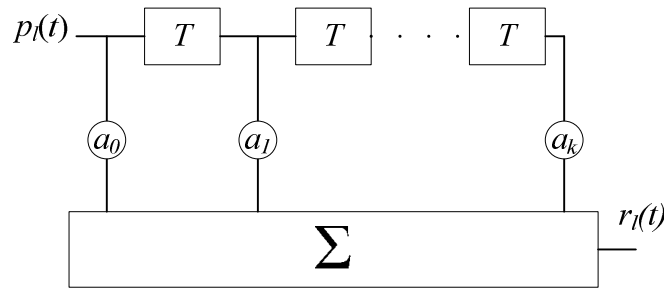 p_l(t) T T . . . . T
a_0 a_1 a_k
Σ r_l(t)